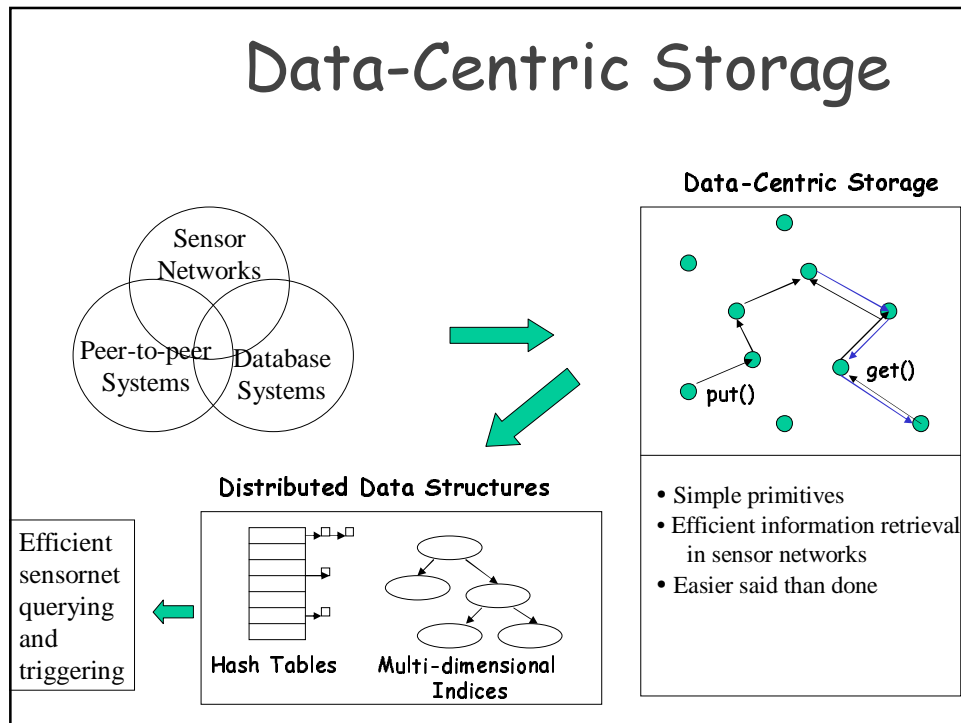 Data-Centric Storage
Sensor
Networks
Peer-to-peer
Systems
Database
Systems
Data-Centric Storage
put()
get()
• Simple primitives
• Efficient information retrieval
in sensor networks
• Easier said than done
Distributed Data Structures
Hash Tables
Multi-dimensional
Indices
Efficient
sensornet
querying
and
triggering